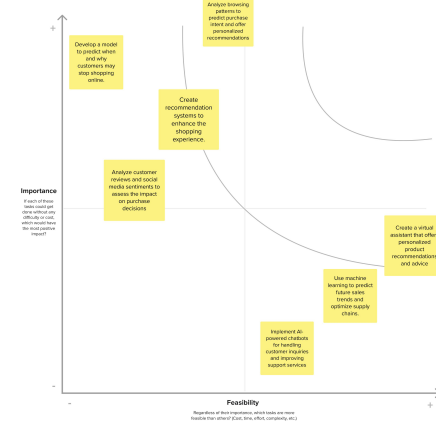 Analyze browsing
patterns to
predict purchase
intent and offer
personalized
recommendations
+
Develop a model
to predict when
and why
customers may
stop shopping
online.
Create
recommendation
systems to
enhance the
shopping
experience.
Analyze customer
reviews and social
media sentiments to
assess the impact
on purchase
decisions
Importance
If each of these
tasks could get
done without any
difficulty or cost,
which would have
the most positive
impact?
Create a virtual
assistant that offers
personalized
product
recommendations
and advice
Use machine
learning to predict
future sales
trends and
optimize supply
chains.
Implement AI-
powered chatbots
for handling
customer inquiries
and improving
support services
-
-
Feasibility
+
Regardless of their importance, which tasks are more
feasible than others? (Cost, time, effort, complexity, etc.)